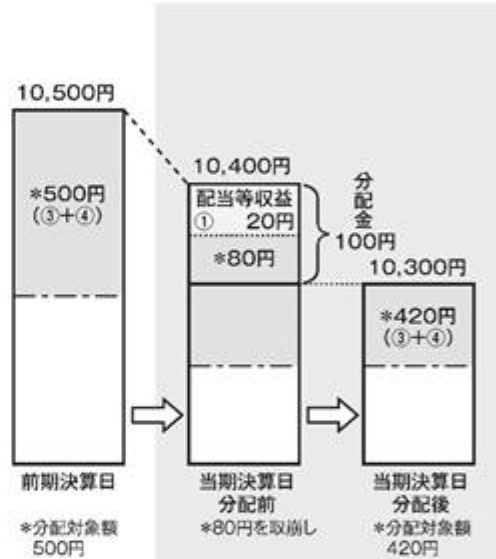 10,500円
*500円
(③+④)
前期決算日
*分配対象額
500円
10,400円
配当等収益
① 20円
*80円
分配金
100円
当期決算日
分配前
*80円を取崩し
10,300円
*420円
(③+④)
当期決算日
分配後
*分配対象額
420円